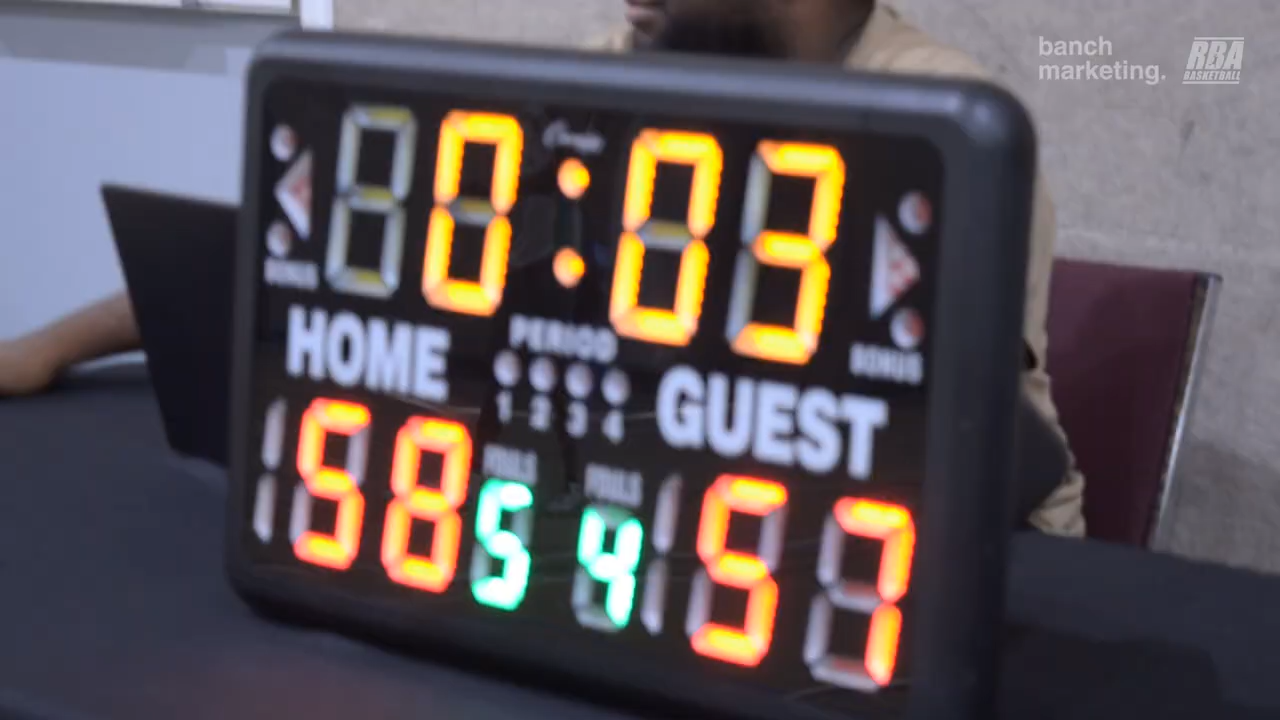 banch
marketing.
RBA
BASKETBALL
0:03
BONUS
BONUS
HOME
PERIOD
GUEST
1 2 3 4
58
FOULS
5
FOULS
4
57